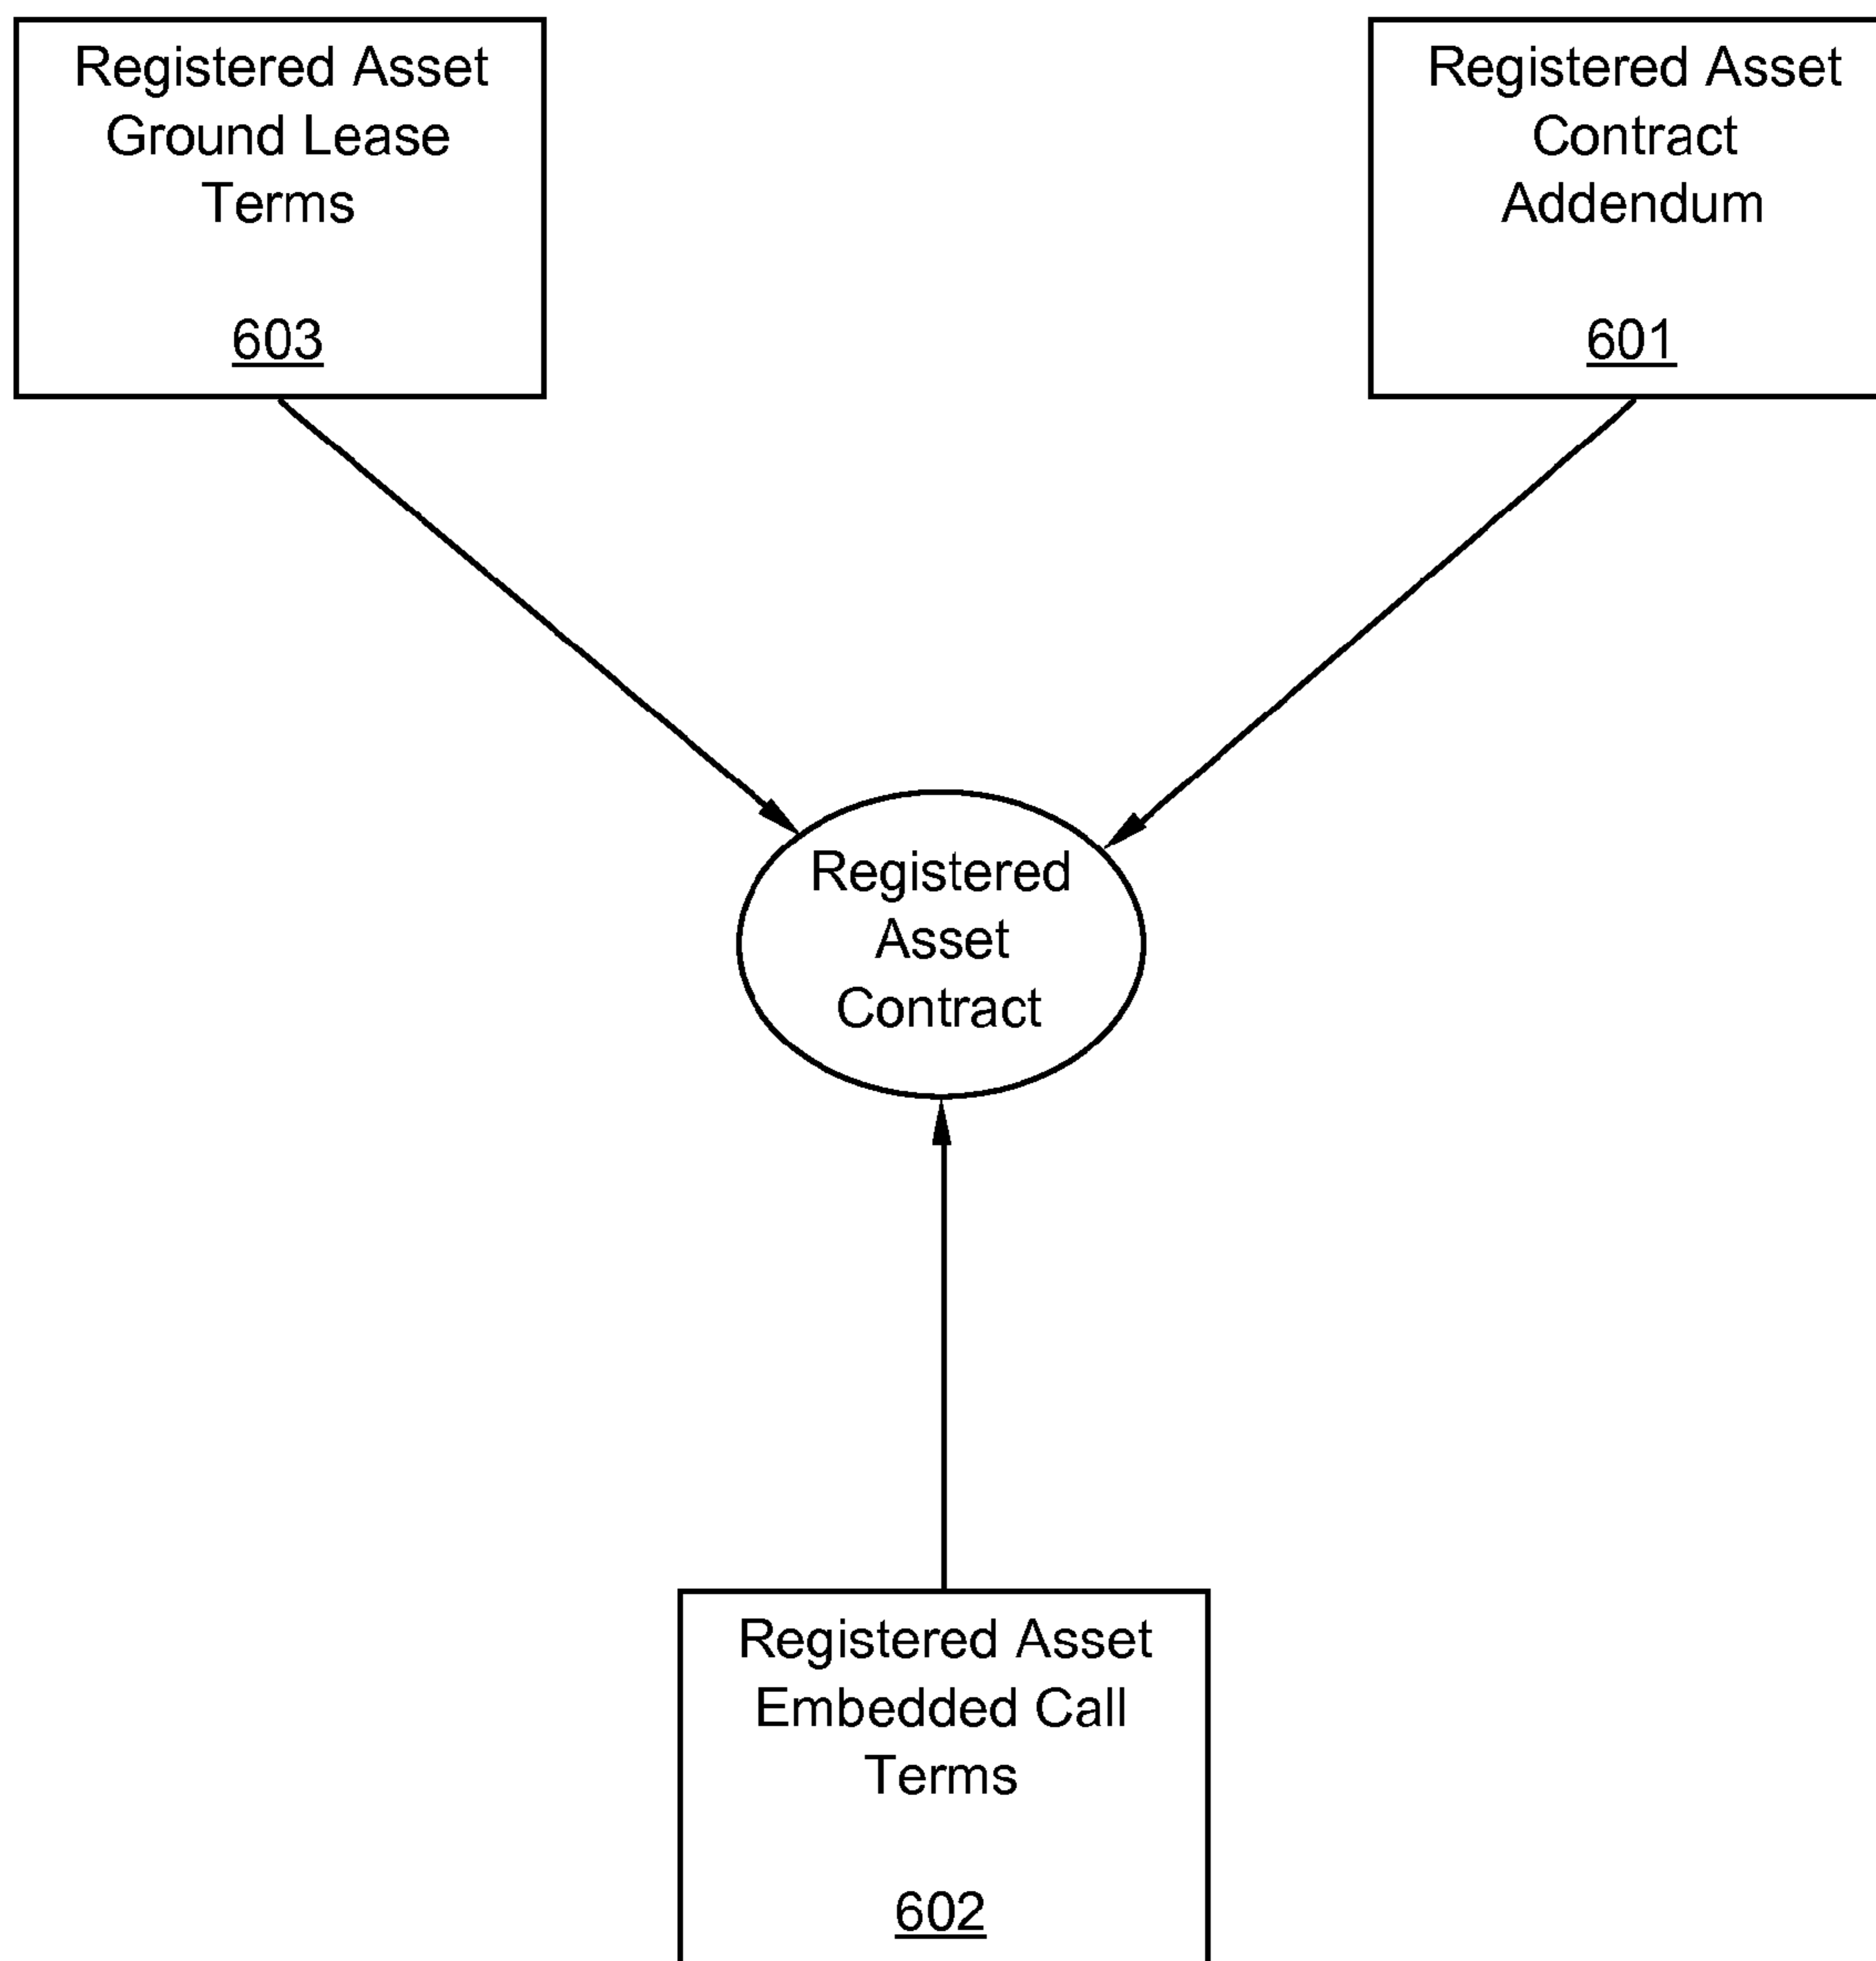 Registered Asset
Ground Lease
Terms
603
Registered Asset
Contract
Addendum
601
Registered
Asset
Contract
Registered Asset
Embedded Call
Terms
602